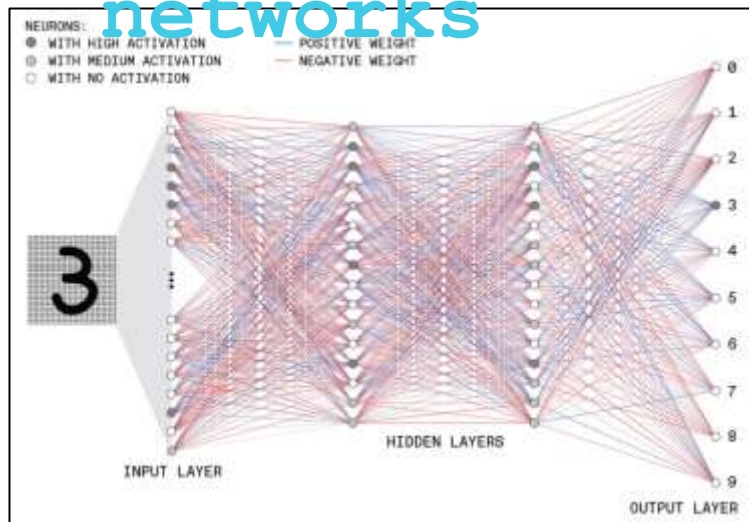 networks
NEURONS:
WITH HIGH ACTIVATION
WITH MEDIUM ACTIVATION
WITH NO ACTIVATION
POSITIVE WEIGHT
NEGATIVE WEIGHT
0
1
2
3
4
5
6
7
8
9
3
HIDDEN LAYERS
INPUT LAYER
OUTPUT LAYER